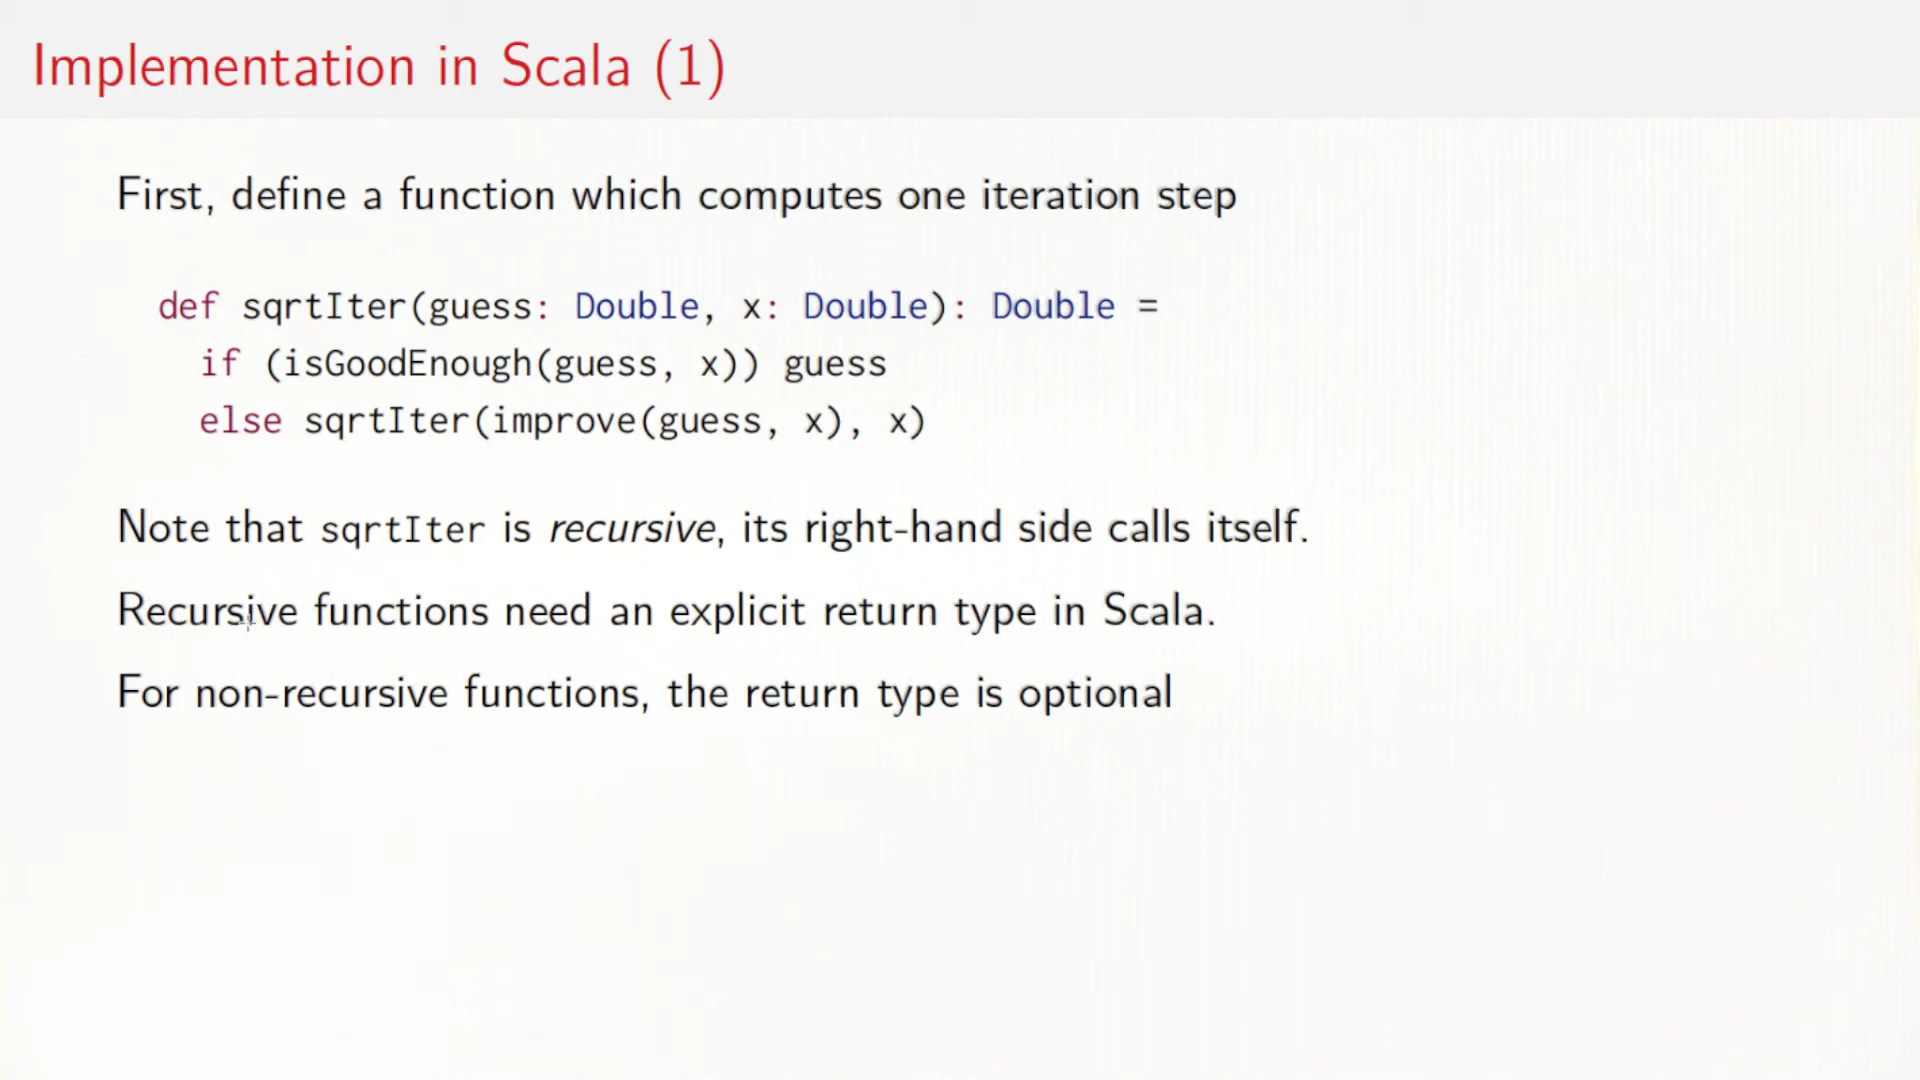 Implementation in Scala (1)
First, define a function which computes one iteration step
def sqrtIter(guess: Double, x: Double): Double =
if (isGoodEnough(guess, x)) guess
else sqrtIter(improve(guess, x), x)
Note that sqrtIter is recursive, its right-hand side calls itself.
Recursive functions need an explicit return type in Scala.
For non-recursive functions, the return type is optional